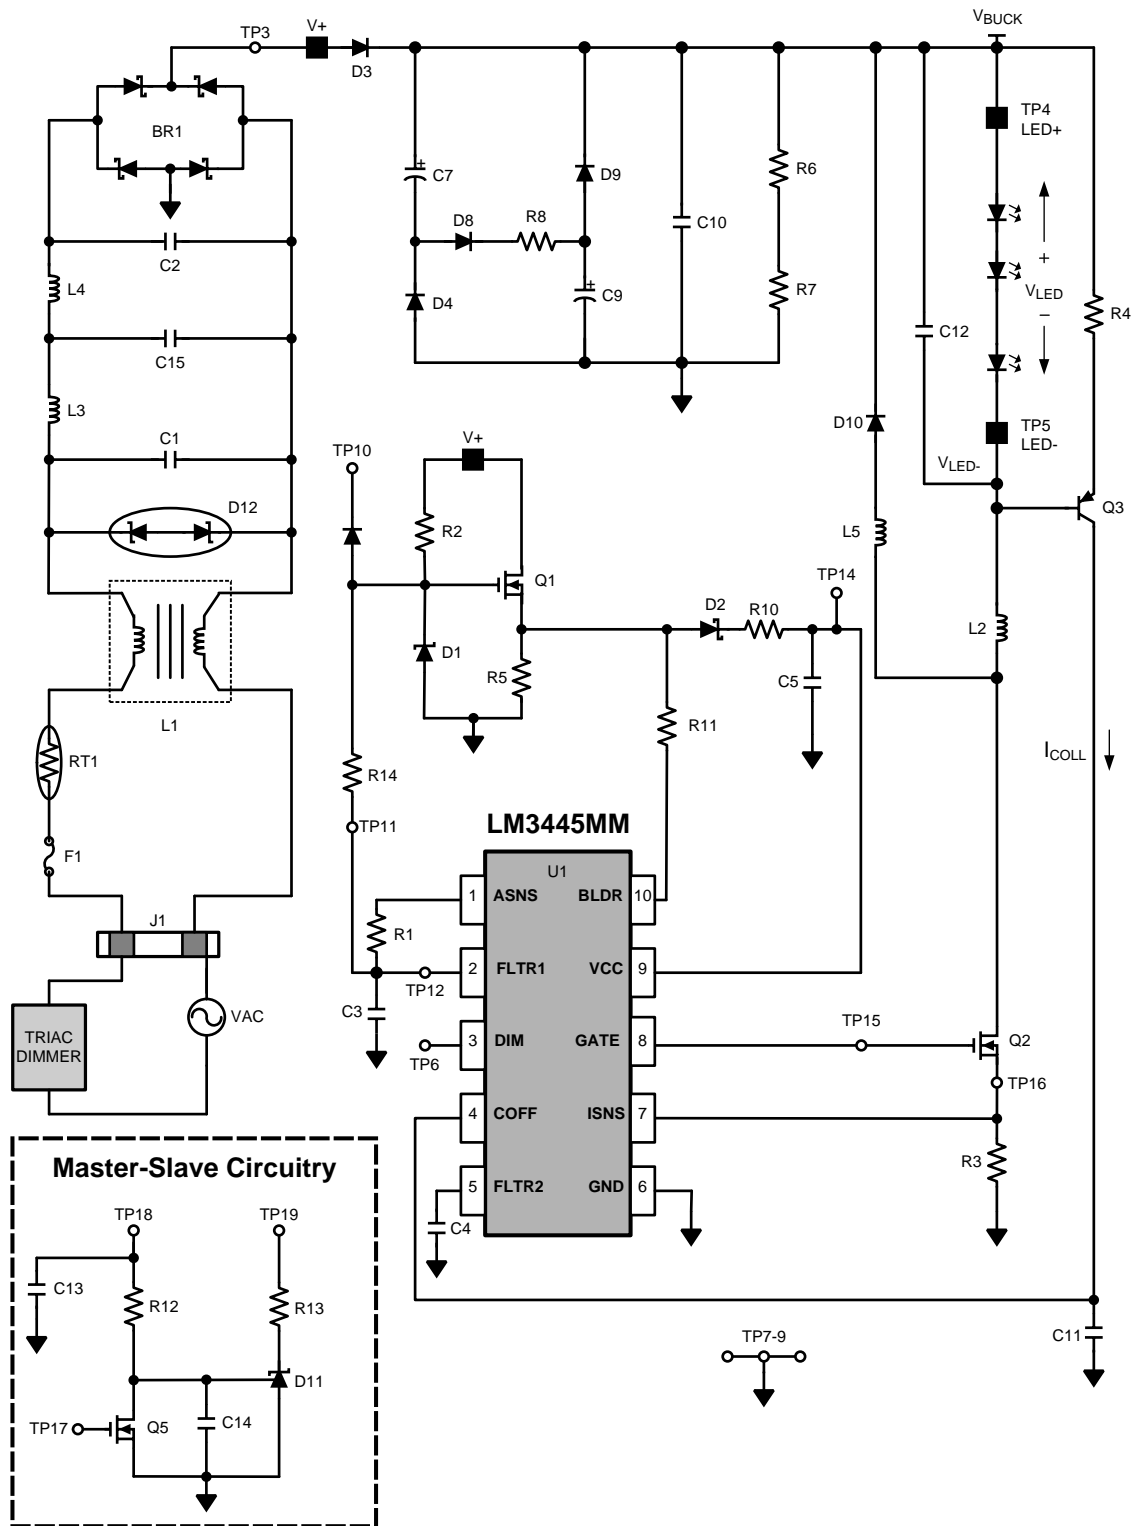 V+
VBUCK
TP3
D3
TP4
LED+
BR1
C7
D9
R6
D8
R8
C10
VLED
+
−
C2
L4
D4
C9
R7
C12
R4
C15
L3
D10
TP5
LED-
C1
TP10
V+
VLED-
D12
R2
L5
Q3
Q1
TP14
D2
R10
L2
D1
R5
C5
L1
R11
RT1
R14
ICOLL
TP11
LM3445MM
F1
U1
1 ASNS BLDR 10
J1
R1
2 FLTR1 VCC 9
TP12
C3
VAC
TRIAC
DIMMER
TP15
3 DIM GATE 8
Q2
TP6
TP16
4 COFF ISNS 7
Master-Slave Circuitry
R3
5 FLTR2 GND 6
C4
TP18
TP19
C13
R12
R13
TP7-9
C11
D11
TP17
Q5
C14
+
+